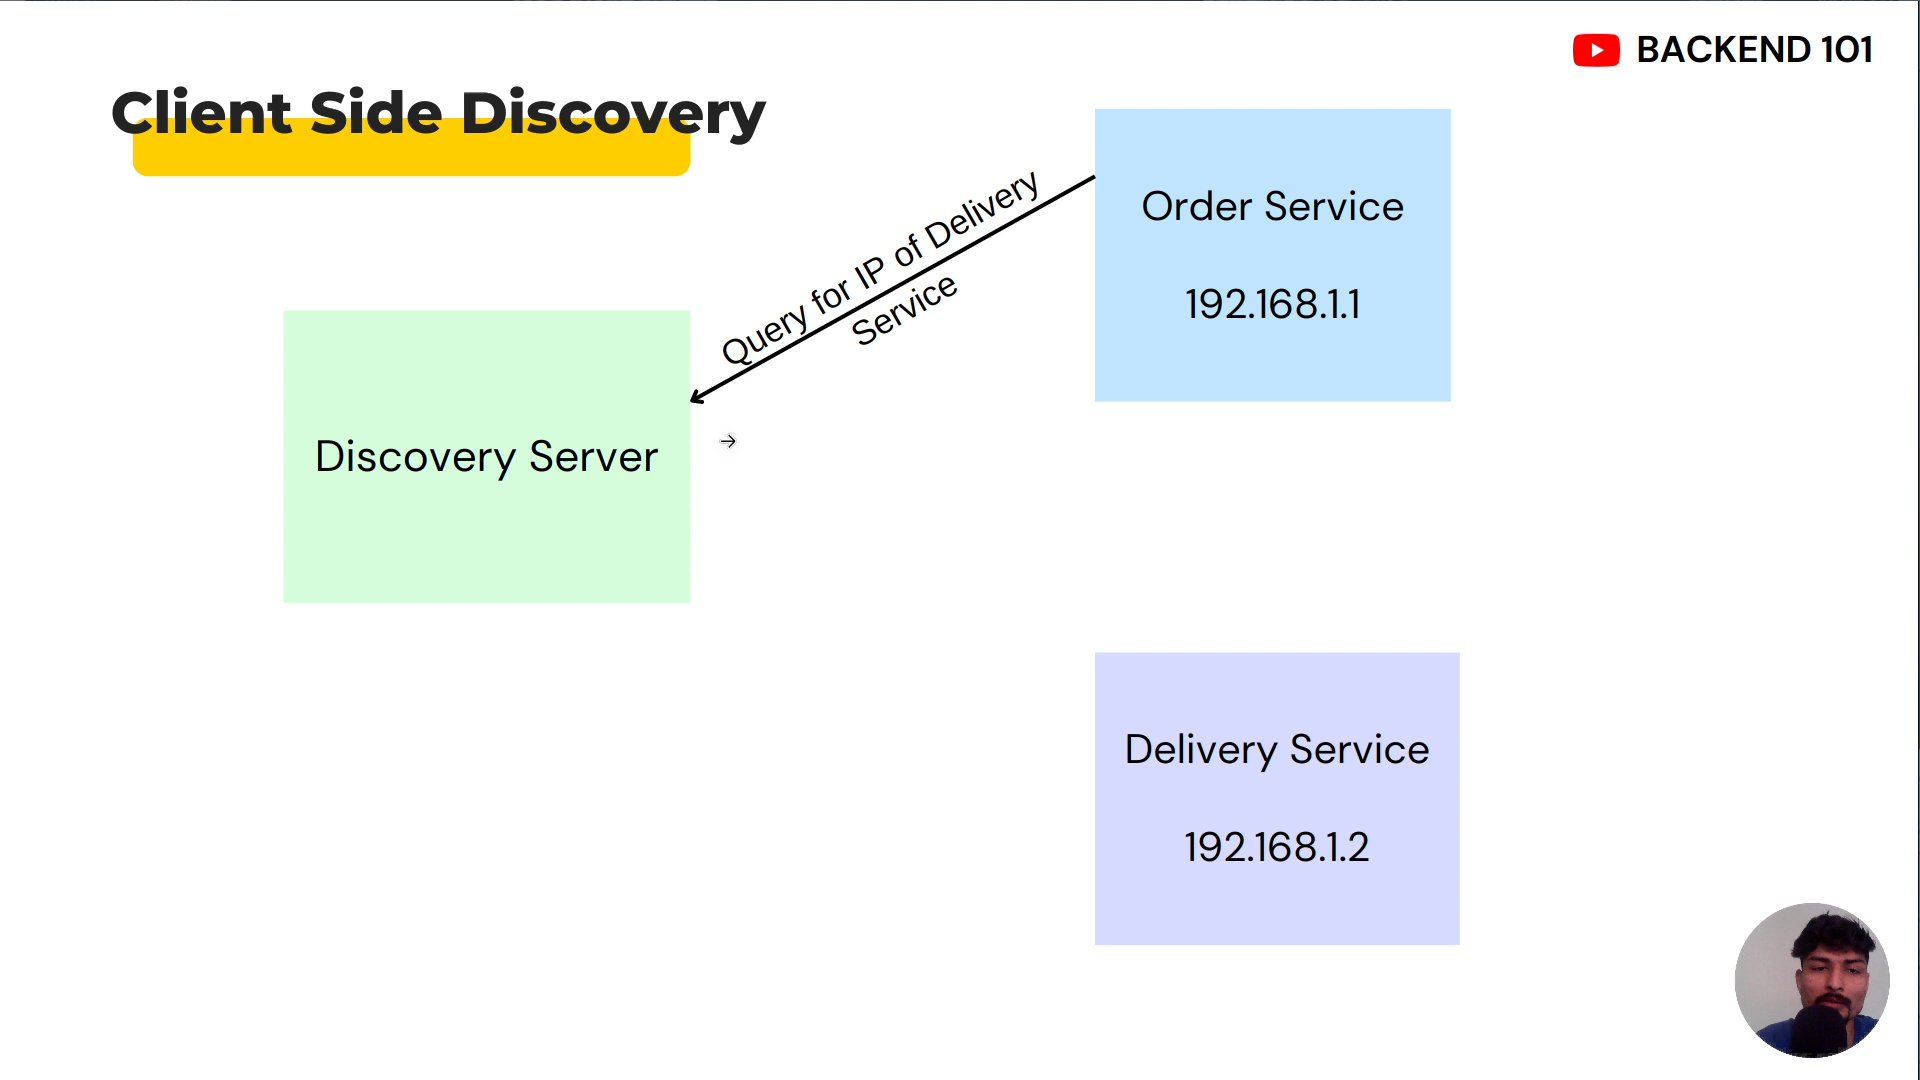 BACKEND 101
Client Side Discovery
Order Service
192.168.1.1
Query for IP of Delivery
Service
Discovery Server
Delivery Service
192.168.1.2